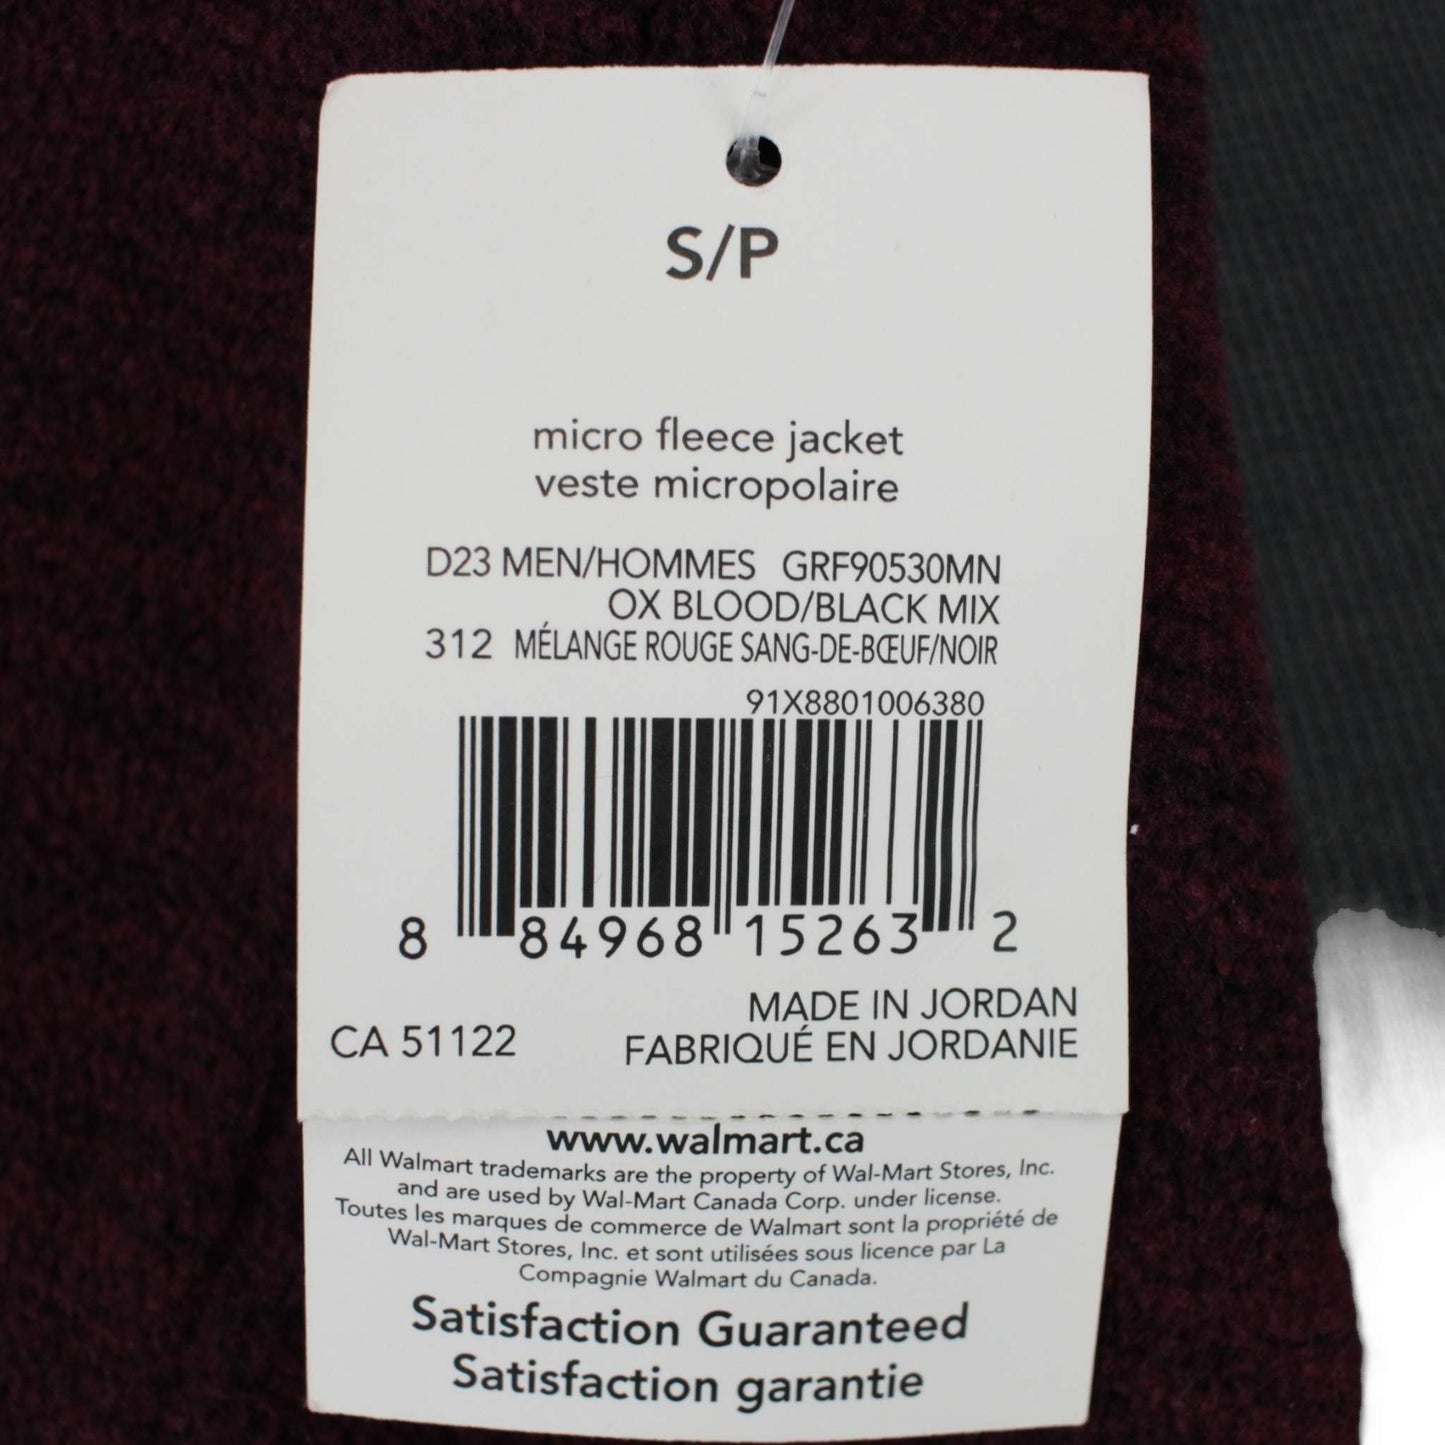 S/P
micro fleece jacket
veste micropolaire
D23 MEN/HOMMES GRF90530MN
OX BLOOD/BLACK MIX
312 MÉLANGE ROUGE SANG-DE-BŒUF/NOIR
91X8801006380
8 84968 15263 2
MADE IN JORDAN
CA 51122 FABRIQUÉ EN JORDANIE
www.walmart.ca
All Walmart trademarks are the property of Wal-Mart Stores, Inc.
and are used by Wal-Mart Canada Corp. under license.
Toutes les marques de commerce de Walmart sont la propriété de
Wal-Mart Stores, Inc. et sont utilisées sous licence par La
Compagnie Walmart du Canada.
Satisfaction Guaranteed
Satisfaction garantie